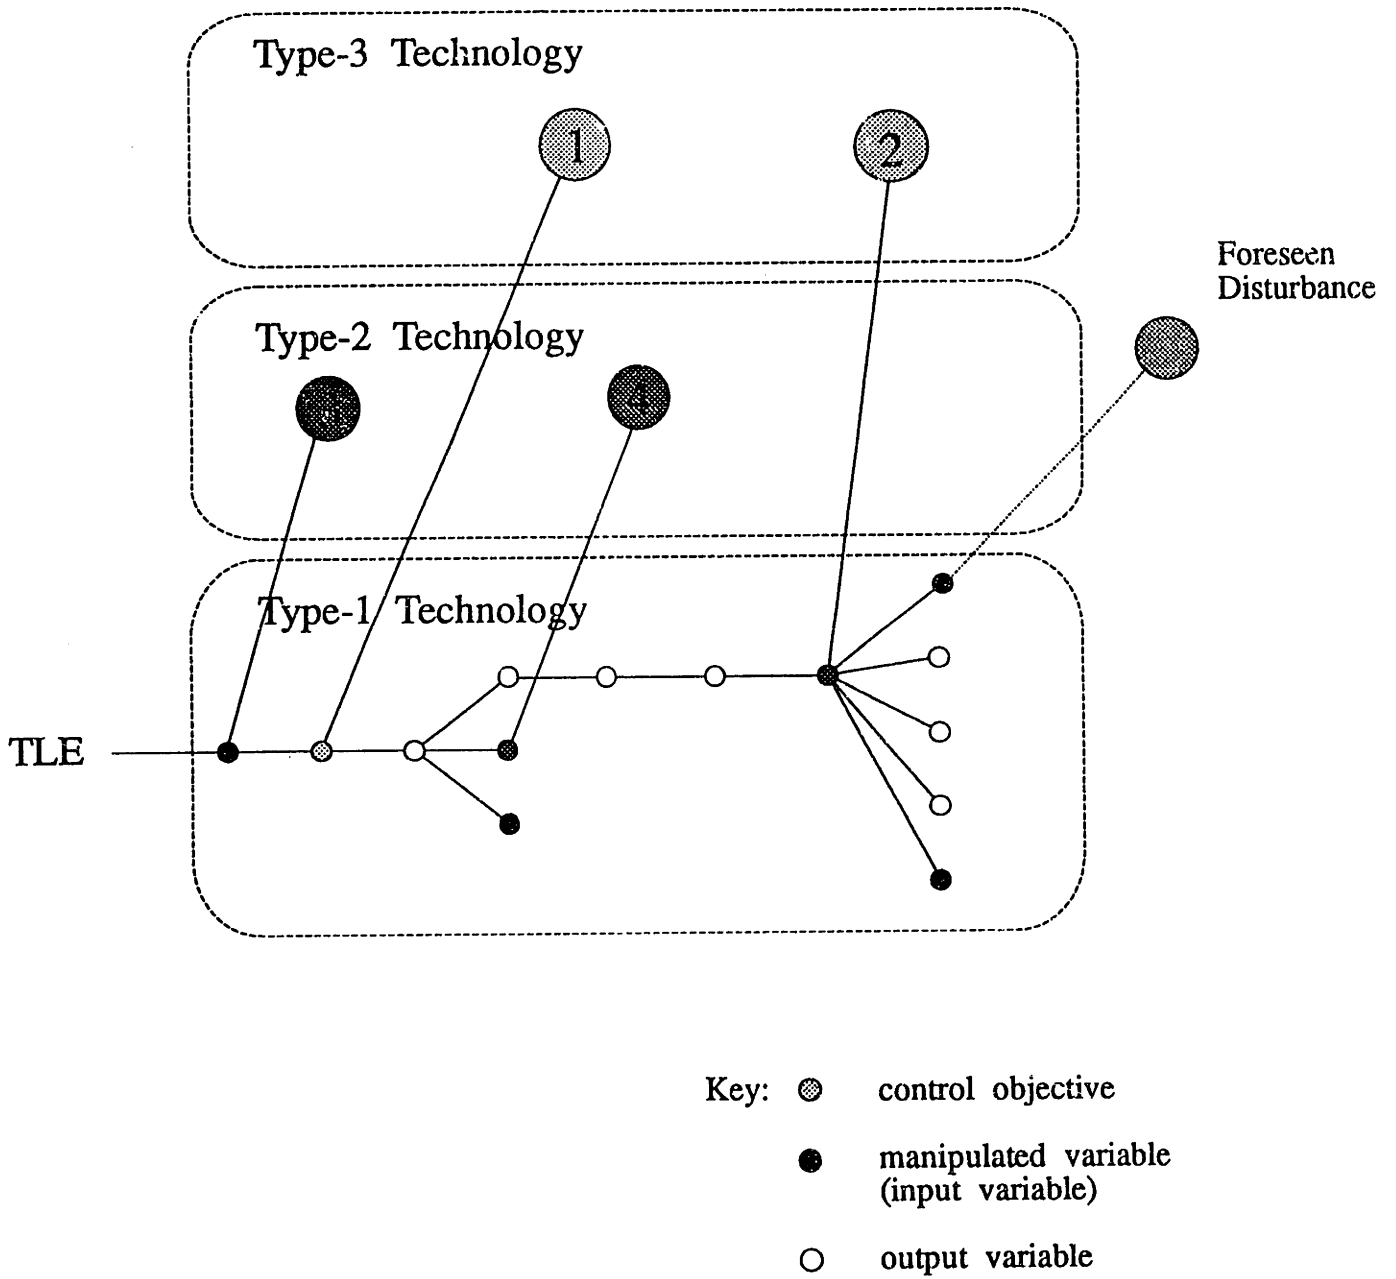 Type-3 Technology
1
2
Foreseen
Disturbance
Type-2 Technology
4
Type-1 Technology
TLE
Key:
control objective
manipulated variable
(input variable)
output variable